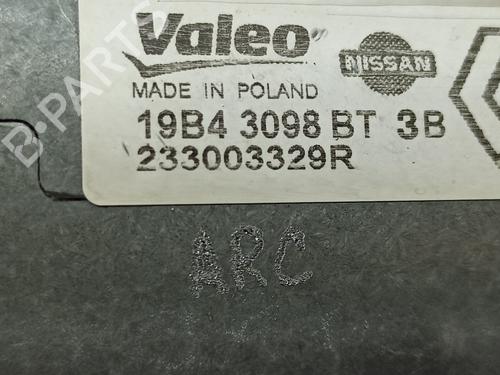 Valeo
NISSAN
MADE IN POLAND
19B4 3098 BT 3B
233003329R
ARC
B-PARTS